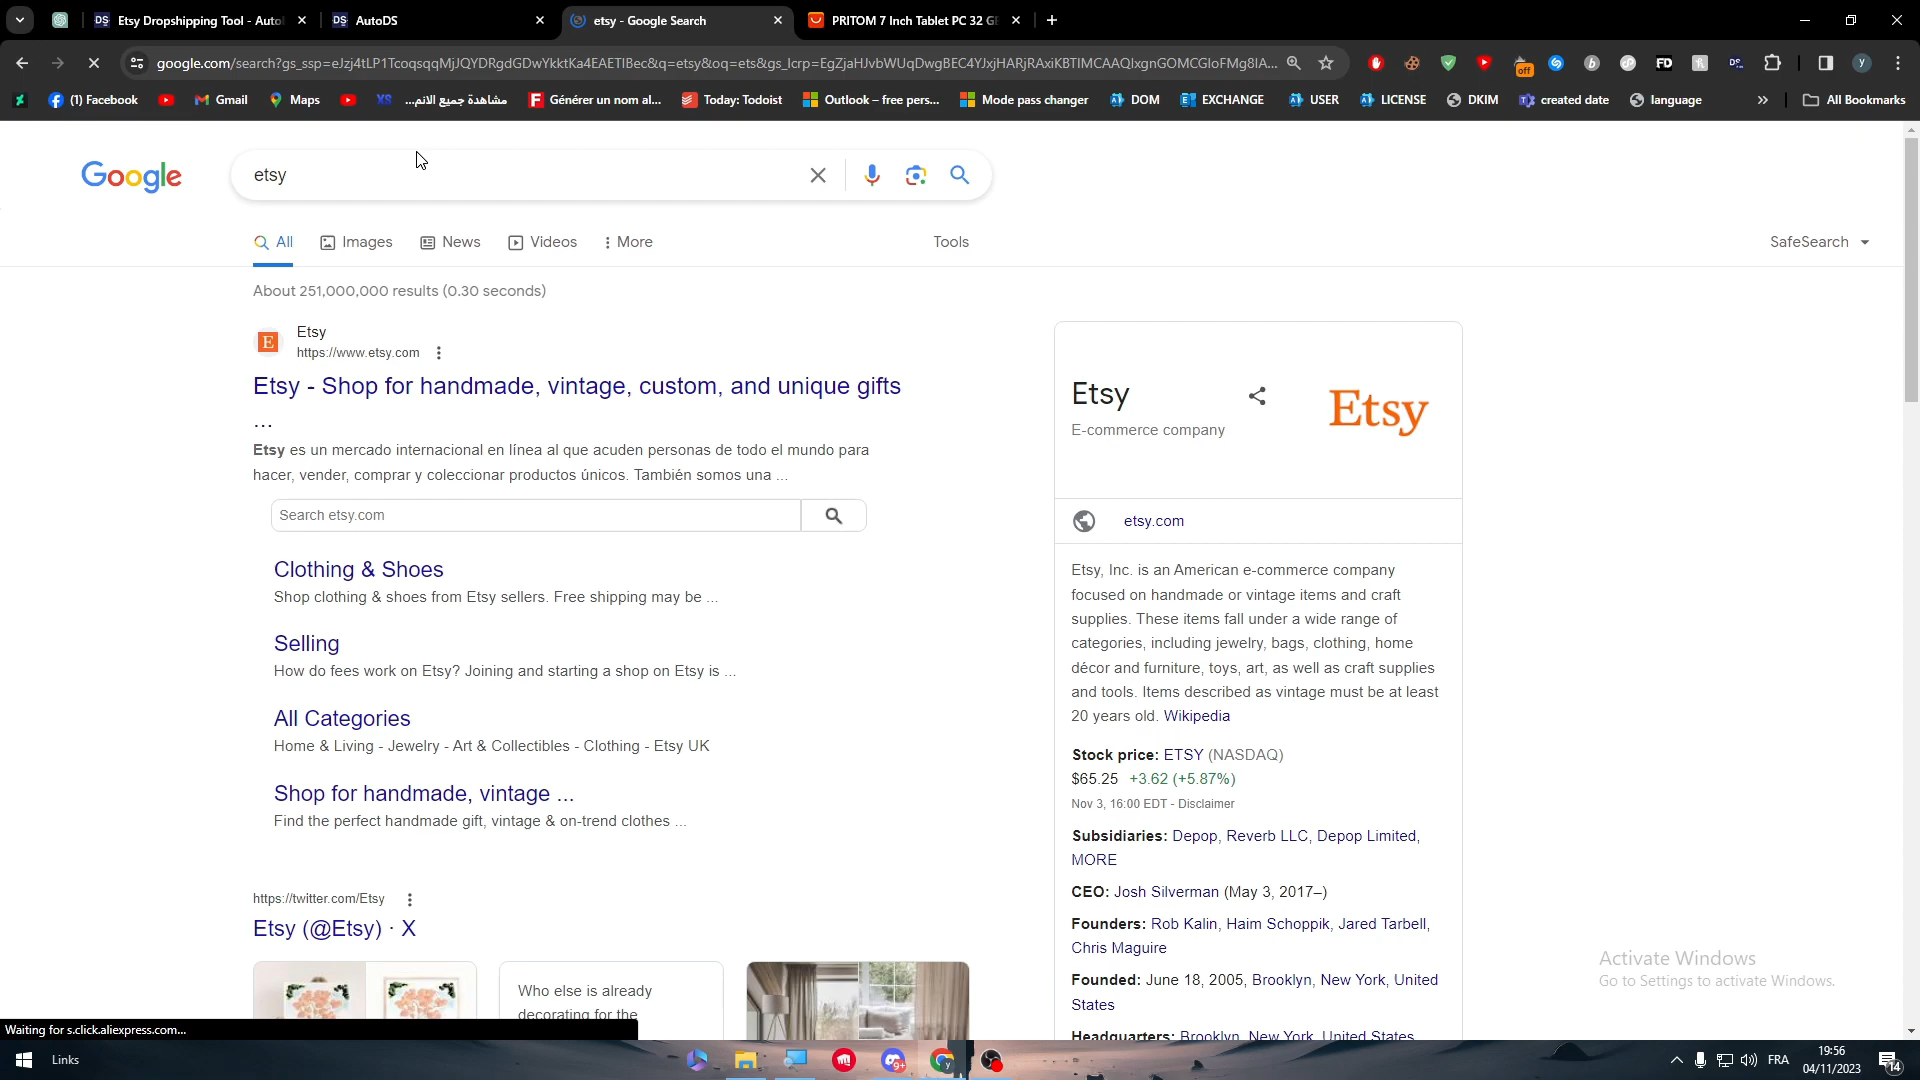 Etsy Dropshipping Tool - Auto
AutoDS
etsy - Google Search
PRITOM 7 Inch Tablet PC 32 G
google.com/search?gs_ssp=eJzj4tLP1TcoqsqqMjJQYDRgdGDwYkktKa4EAETIBec&q=etsy&oq=ets&gs_lcrp=EgZjaHJvbWUqDwgBEC4YJxjHARjRAxiKBTIMCAAQIxgnGOMCGIoFMg8IA...
off
FD
(1) Facebook
Gmail
Maps
مشاهدة جميع الانم...
Générer un nom al...
Today: Todoist
Outlook – free pers...
Mode pass changer
DOM
EXCHANGE
USER
LICENSE
DKIM
created date
language
All Bookmarks
Google
etsy
All
Images
News
Videos
More
Tools
SafeSearch
About 251,000,000 results (0.30 seconds)
Etsy
https://www.etsy.com
Etsy - Shop for handmade, vintage, custom, and unique gifts
...
Etsy es un mercado internacional en línea al que acuden personas de todo el mundo para
hacer, vender, comprar y coleccionar productos únicos. También somos una ...
Search etsy.com
Clothing & Shoes
Shop clothing & shoes from Etsy sellers. Free shipping may be ...
Selling
How do fees work on Etsy? Joining and starting a shop on Etsy is ...
All Categories
Home & Living - Jewelry - Art & Collectibles - Clothing - Etsy UK
Shop for handmade, vintage ...
Find the perfect handmade gift, vintage & on-trend clothes ...
https://twitter.com/Etsy
Etsy (@Etsy) · X
Who else is already
decorating for the
Etsy
E-commerce company
Etsy
etsy.com
Etsy, Inc. is an American e-commerce company
focused on handmade or vintage items and craft
supplies. These items fall under a wide range of
categories, including jewelry, bags, clothing, home
décor and furniture, toys, art, as well as craft supplies
and tools. Items described as vintage must be at least
20 years old. Wikipedia
Stock price: ETSY (NASDAQ)
$65.25 +3.62 (+5.87%)
Nov 3, 16:00 EDT - Disclaimer
Subsidiaries: Depop, Reverb LLC, Depop Limited,
MORE
CEO: Josh Silverman (May 3, 2017–)
Founders: Rob Kalin, Haim Schoppik, Jared Tarbell,
Chris Maguire
Founded: June 18, 2005, Brooklyn, New York, United
States
Headquarters: Brooklyn, New York, United States
Activate Windows
Go to Settings to activate Windows.
Waiting for s.click.aliexpress.com...
Links
FRA
19:56
04/11/2023
14